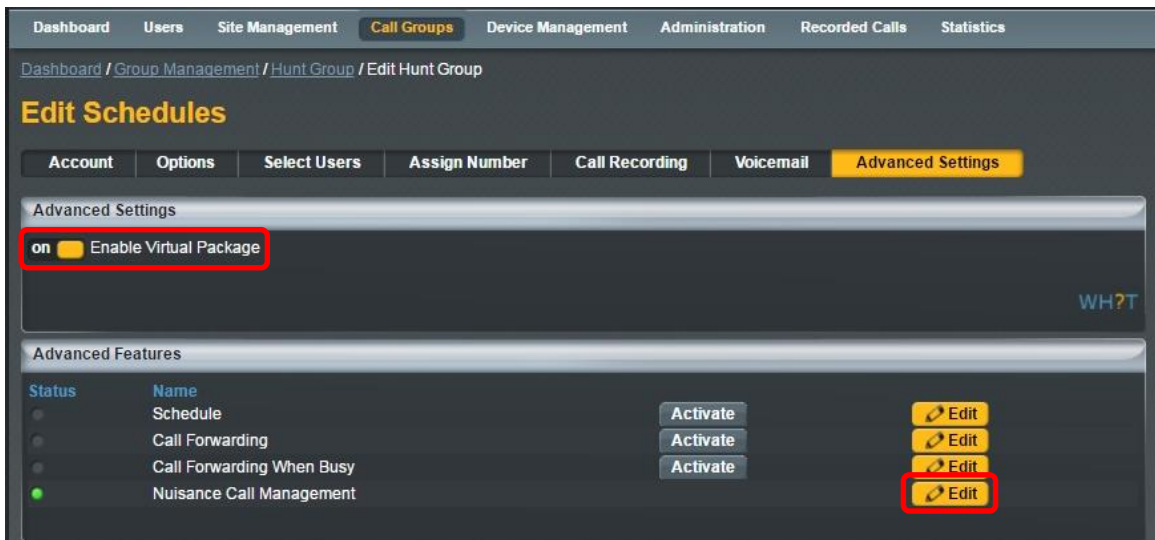 Dashboard Users Site Management Call Groups Device Management Administration Recorded Calls Statistics
Dashboard / Group Management / Hunt Group / Edit Hunt Group
Edit Schedules
Account Options Select Users Assign Number Call Recording Voicemail Advanced Settings
Advanced Settings
on Enable Virtual Package
WH?T
Advanced Features
Status Name
Schedule Activate Edit
Call Forwarding Activate Edit
Call Forwarding When Busy Activate Edit
Nuisance Call Management Edit